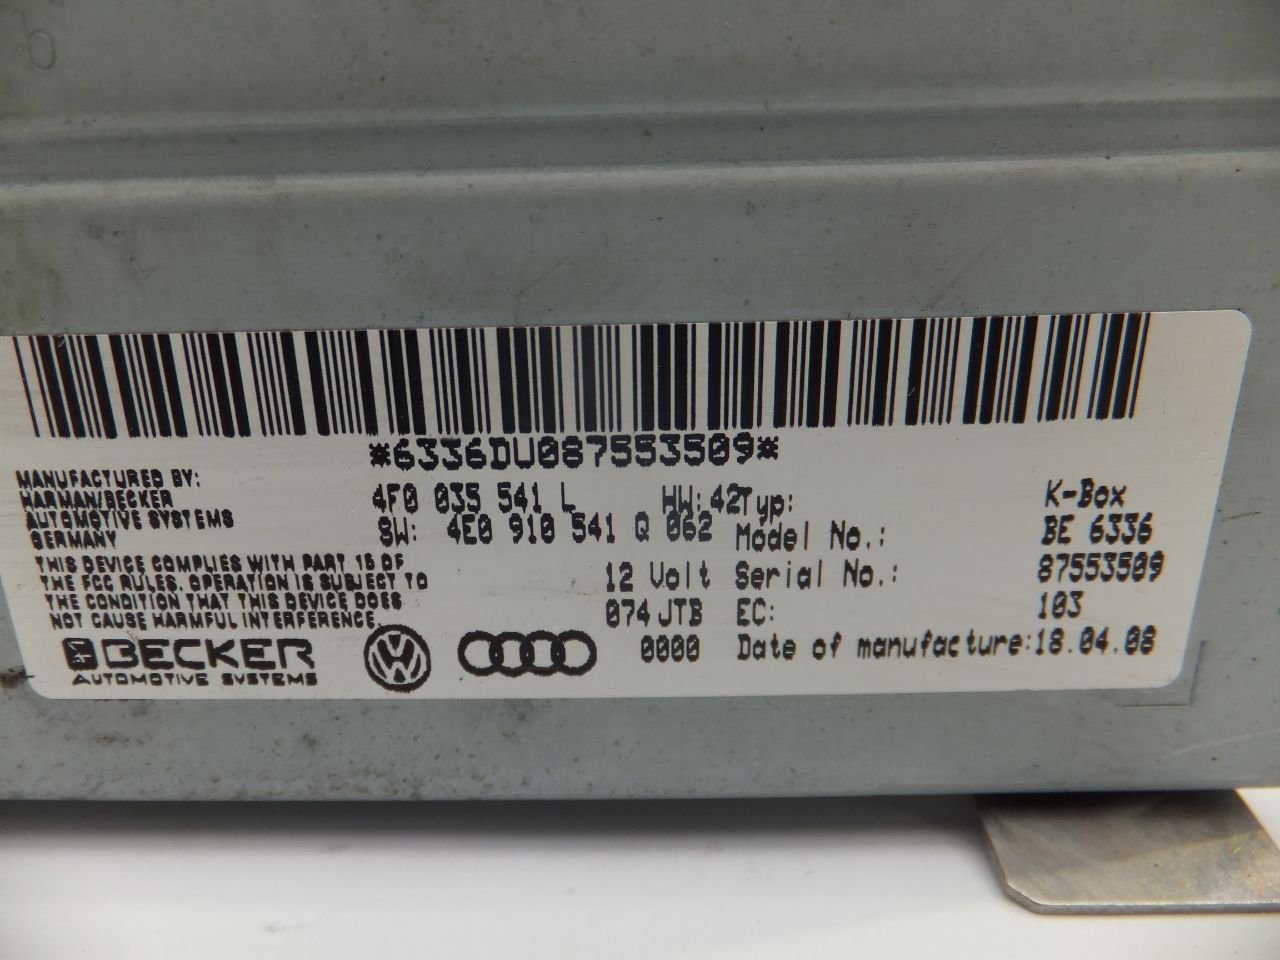 *6336DU087553509*
MANUFACTURED BY:
HARMAN/BECKER
AUTOMOTIVE SYSTEMS
GERMANY
4F0 035 541 L HW: 42
SW: 4E0 910 541 Q 062
Typ: K-Box
Model No.: BE 6336
THIS DEVICE COMPLIES WITH PART 15 OF
THE FCC RULES. OPERATION IS SUBJECT TO
THE CONDITION THAT THIS DEVICE DOES
NOT CAUSE HARMFUL INTERFERENCE.
12 Volt
Serial No.: 87553509
074 JTB
EC: 103
0000
Date of manufacture: 18.04.08
BECKER
AUTOMOTIVE SYSTEMS